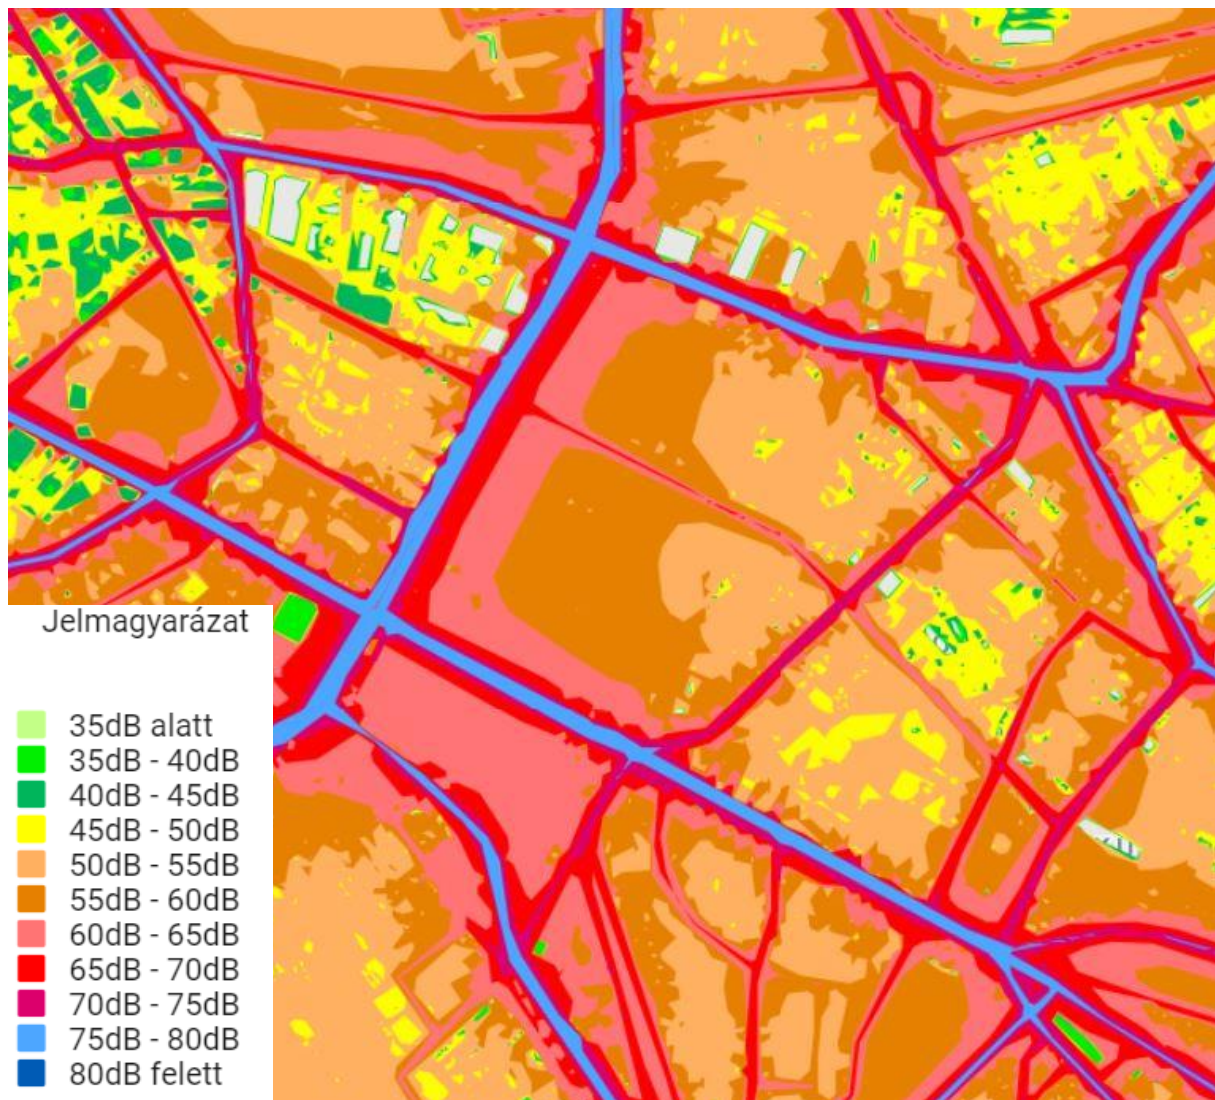 Jelmagyarázat
35dB alatt
35dB - 40dB
40dB - 45dB
45dB - 50dB
50dB - 55dB
55dB - 60dB
60dB - 65dB
65dB - 70dB
70dB - 75dB
75dB - 80dB
80dB felett